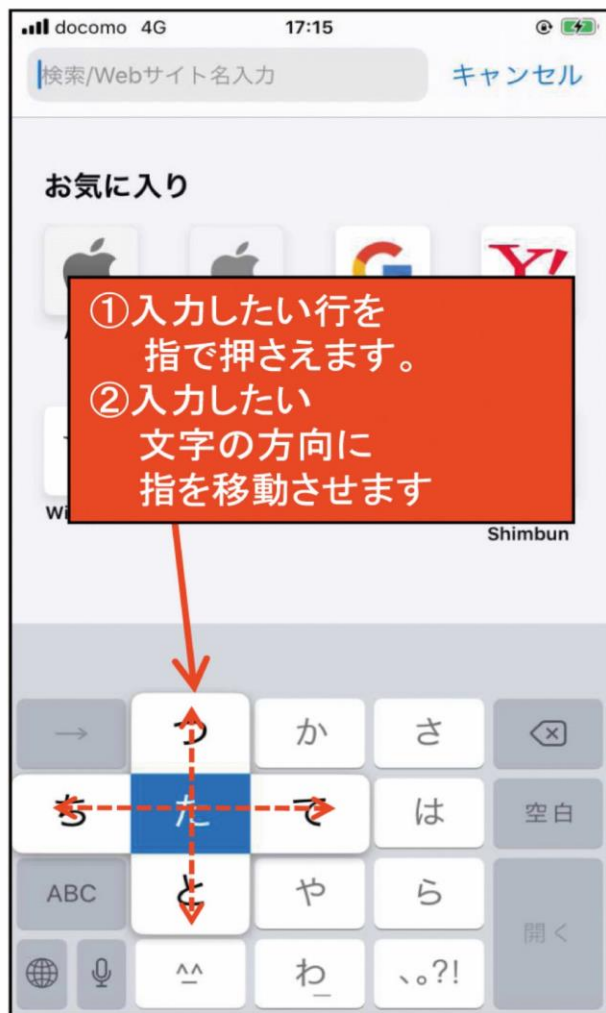 docomo 4G 17:15
検索/Webサイト名入力 キャンセル
お気に入り
①入力したい行を
指で押さえます。
②入力したい
文字の方向に
指を移動させます
Wi
Shimbun
→ つ か さ
ち た て は 空白
ABC と や ら
開く
^^ わ_ 、。?!